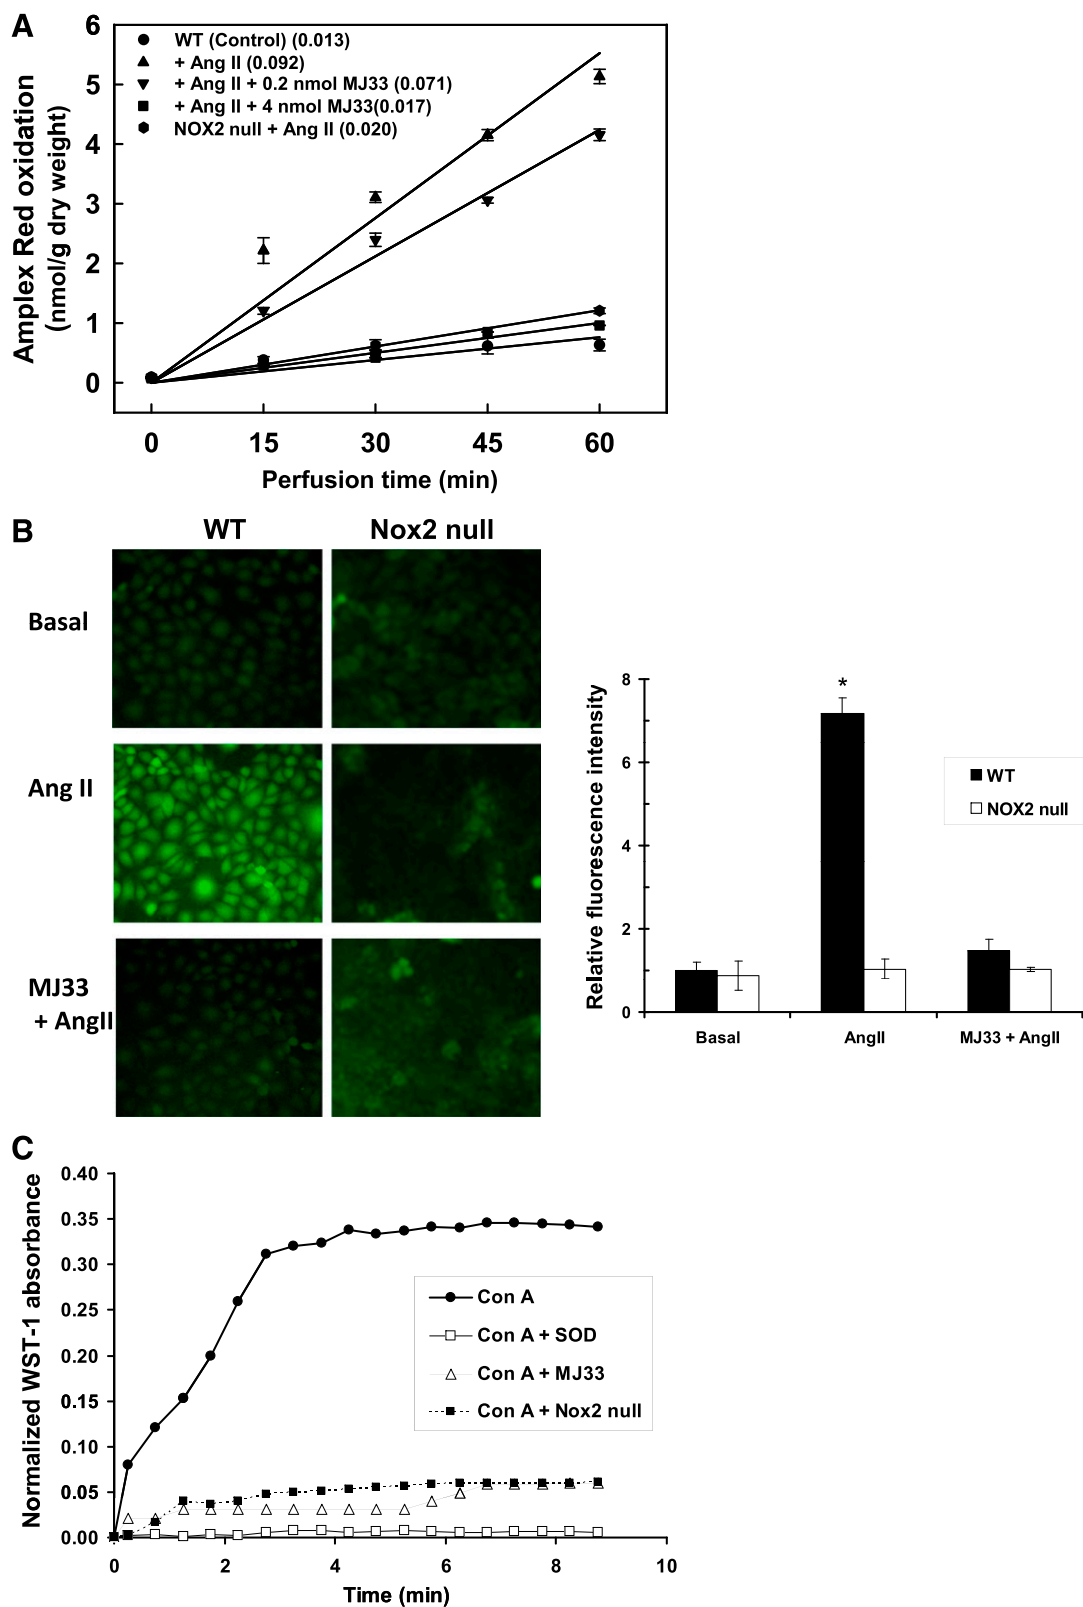 A
6
5
4
3
2
1
0
Amplex Red oxidation
(nmol/g dry weight)
WT (Control) (0.013)
+ Ang II (0.092)
+ Ang II + 0.2 nmol MJ33 (0.071)
+ Ang II + 4 nmol MJ33(0.017)
NOX2 null + Ang II (0.020)
0 15 30 45 60
Perfusion time (min)
B
WT Nox2 null
Basal
Ang II
MJ33
+ AngII
Relative fluorescence intensity
8
6
4
2
0
*
WT
NOX2 null
Basal AngII MJ33 + AngII
C
Normalized WST-1 absorbance
0.40
0.35
0.30
0.25
0.20
0.15
0.10
0.05
0.00
Con A
Con A + SOD
Con A + MJ33
Con A + Nox2 null
0 2 4 6 8 10
Time (min)